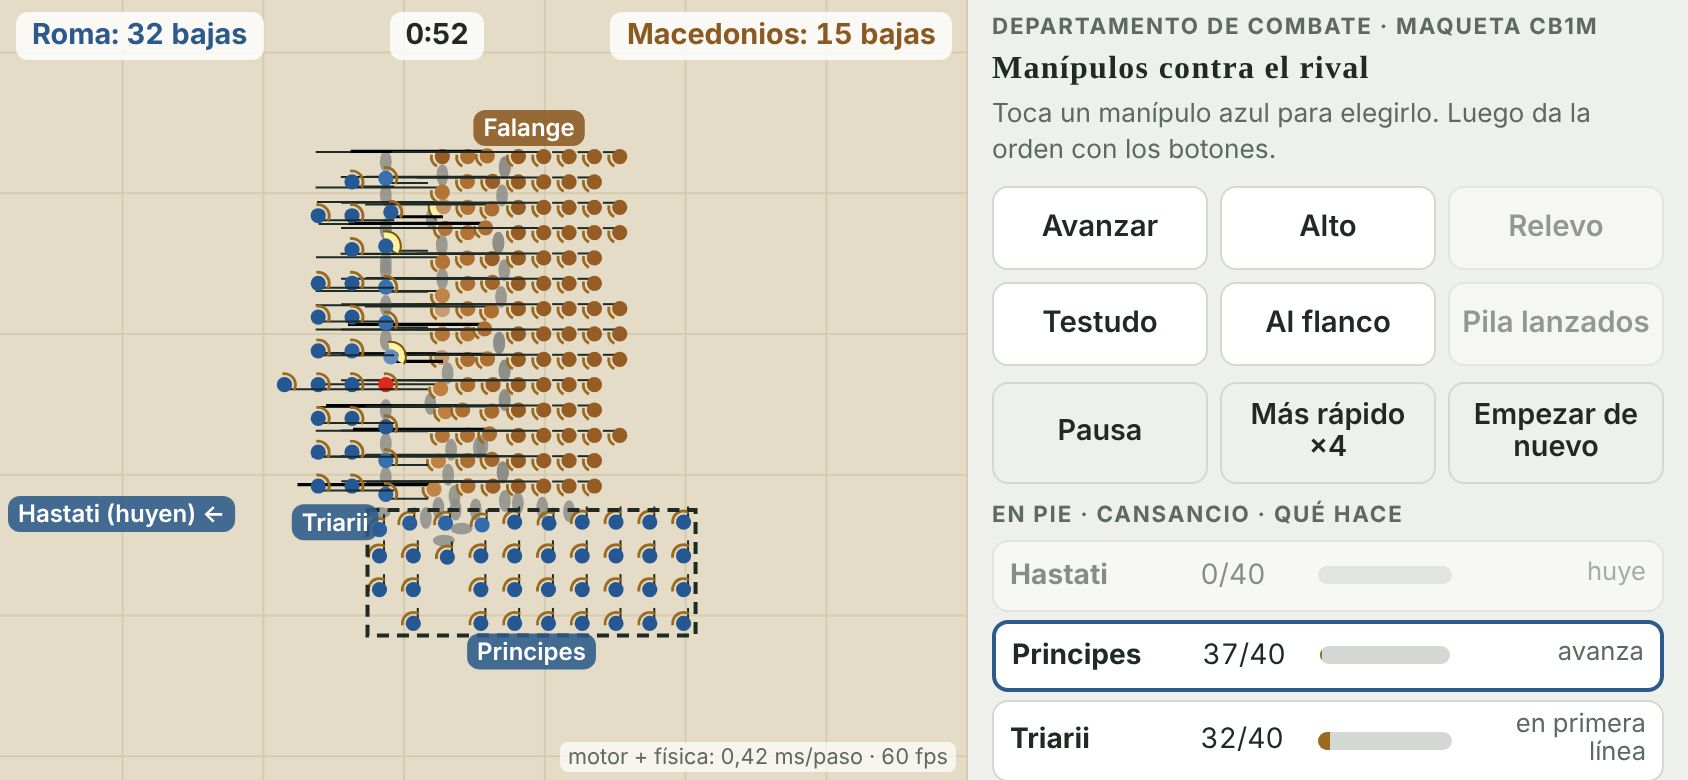 Roma: 32 bajas
0:52
Macedonios: 15 bajas
Falange
Hastati (huyen) ←
Triarii
Principes
motor + física: 0,42 ms/paso · 60 fps
DEPARTAMENTO DE COMBATE · MAQUETA CB1M
Manípulos contra el rival
Toca un manípulo azul para elegirlo. Luego da la
orden con los botones.
Avanzar
Alto
Relevo
Testudo
Al flanco
Pila lanzados
Pausa
Más rápido
×4
Empezar de
nuevo
EN PIE · CANSANCIO · QUÉ HACE
Hastati 0/40 huye
Principes 37/40 avanza
Triarii 32/40 en primera
línea